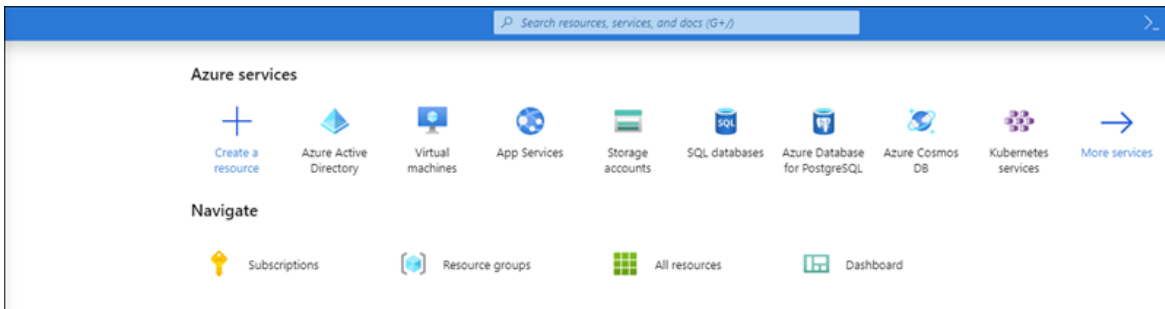 Search resources, services, and docs (G+/)
>_
Azure services
Create a resource
Azure Active Directory
Virtual machines
App Services
Storage accounts
SQL
SQL databases
Azure Database for PostgreSQL
Azure Cosmos DB
Kubernetes services
More services
Navigate
Subscriptions
Resource groups
All resources
Dashboard